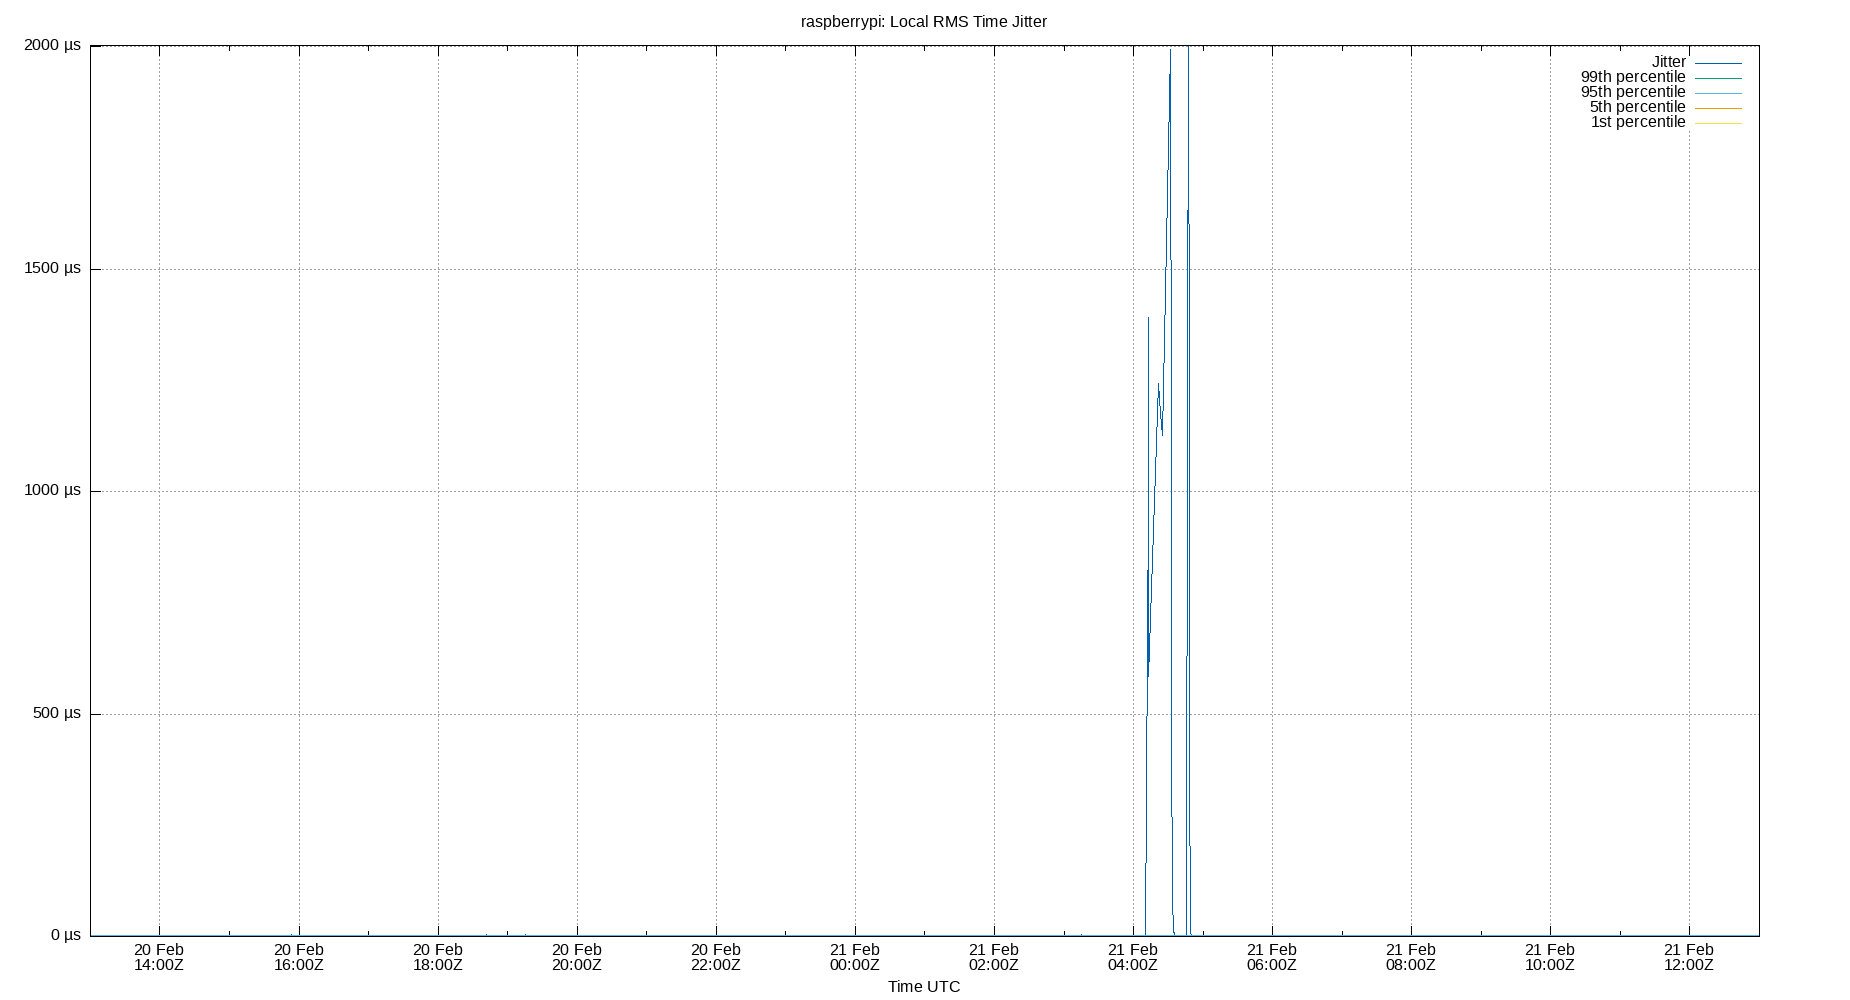 raspberrypi: Local RMS Time Jitter
2000 µs
1500 µs
1000 µs
500 µs
0 µs
Jitter
99th percentile
95th percentile
5th percentile
1st percentile
20 Feb 20 Feb 20 Feb 20 Feb 20 Feb 21 Feb 21 Feb 21 Feb 21 Feb 21 Feb 21 Feb 21 Feb
14:00Z 16:00Z 18:00Z 20:00Z 22:00Z 00:00Z 02:00Z 04:00Z 06:00Z 08:00Z 10:00Z 12:00Z
Time UTC